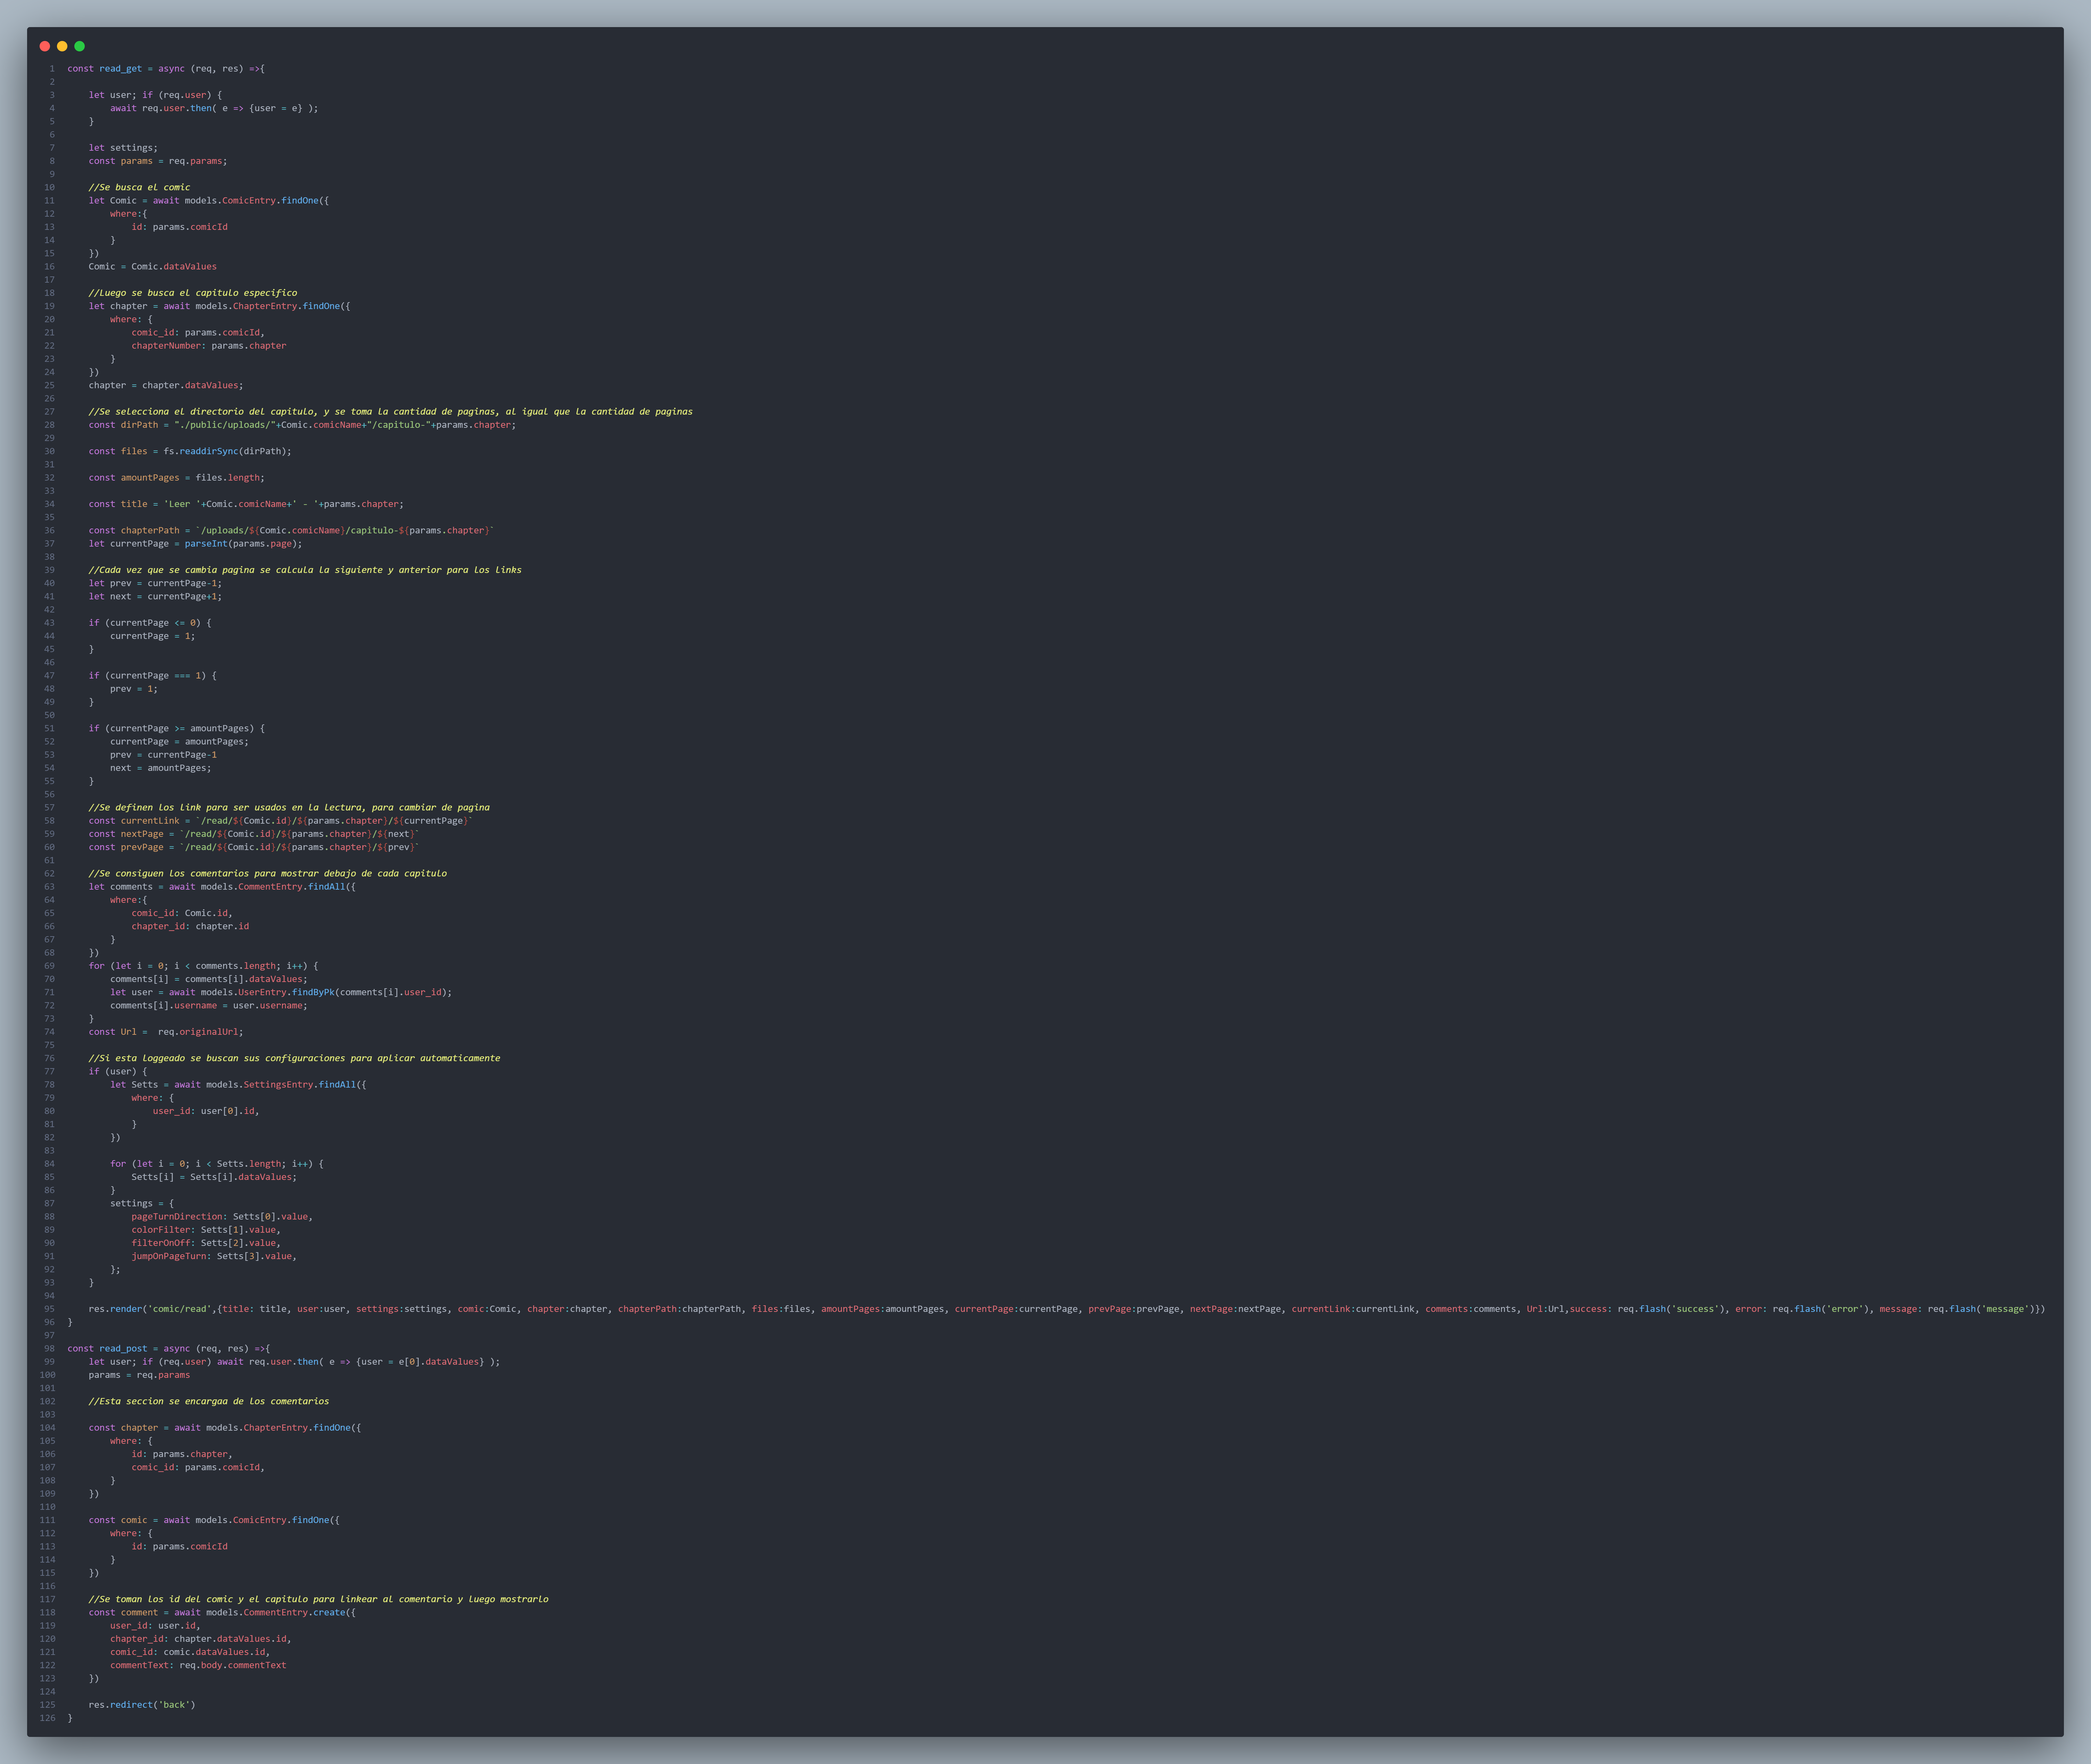 1 const read_get = async (req, res) =>{
2
3     let user; if (req.user) {
4         await req.user.then( e => {user = e} );
5     }
6
7     let settings;
8     const params = req.params;
9
10     //Se busca el comic
11     let Comic = await models.ComicEntry.findOne({
12         where:{
13             id: params.comicId
14         }
15     })
16     Comic = Comic.dataValues
17
18     //Luego se busca el capitulo especifico
19     let chapter = await models.ChapterEntry.findOne({
20         where: {
21             comic_id: params.comicId,
22             chapterNumber: params.chapter
23         }
24     })
25     chapter = chapter.dataValues;
26
27     //Se selecciona el directorio del capitulo, y se toma la cantidad de paginas, al igual que la cantidad de paginas
28     const dirPath = "./public/uploads/"+Comic.comicName+"/capitulo-"+params.chapter;
29
30     const files = fs.readdirSync(dirPath);
31
32     const amountPages = files.length;
33
34     const title = 'Leer '+Comic.comicName+' - '+params.chapter;
35
36     const chapterPath = `/uploads/${Comic.comicName}/capitulo-${params.chapter}`
37     let currentPage = parseInt(params.page);
38
39     //Cada vez que se cambia pagina se calcula la siguiente y anterior para los links
40     let prev = currentPage-1;
41     let next = currentPage+1;
42
43     if (currentPage <= 0) {
44         currentPage = 1;
45     }
46
47     if (currentPage === 1) {
48         prev = 1;
49     }
50
51     if (currentPage >= amountPages) {
52         currentPage = amountPages;
53         prev = currentPage-1
54         next = amountPages;
55     }
56
57     //Se definen los link para ser usados en la lectura, para cambiar de pagina
58     const currentLink = `/read/${Comic.id}/${params.chapter}/${currentPage}`
59     const nextPage = `/read/${Comic.id}/${params.chapter}/${next}`
60     const prevPage = `/read/${Comic.id}/${params.chapter}/${prev}`
61
62     //Se consiguen los comentarios para mostrar debajo de cada capitulo
63     let comments = await models.CommentEntry.findAll({
64         where:{
65             comic_id: Comic.id,
66             chapter_id: chapter.id
67         }
68     })
69     for (let i = 0; i < comments.length; i++) {
70         comments[i] = comments[i].dataValues;
71         let user = await models.UserEntry.findByPk(comments[i].user_id);
72         comments[i].username = user.username;
73     }
74     const Url =  req.originalUrl;
75
76     //Si esta loggeado se buscan sus configuraciones para aplicar automaticamente
77     if (user) {
78         let Setts = await models.SettingsEntry.findAll({
79             where: {
80                 user_id: user[0].id,
81             }
82         })
83
84         for (let i = 0; i < Setts.length; i++) {
85             Setts[i] = Setts[i].dataValues;
86         }
87         settings = {
88             pageTurnDirection: Setts[0].value,
89             colorFilter: Setts[1].value,
90             filterOnOff: Setts[2].value,
91             jumpOnPageTurn: Setts[3].value,
92         };
93     }
94
95     res.render('comic/read',{title: title, user:user, settings:settings, comic:Comic, chapter:chapter, chapterPath:chapterPath, files:files, amountPages:amountPages, currentPage:currentPage, prevPage:prevPage, nextPage:nextPage, currentLink:currentLink, comments:comments, Url:Url,success: req.flash('success'), error: req.flash('error'), message: req.flash('message')})
96 }
97
98 const read_post = async (req, res) =>{
99     let user; if (req.user) await req.user.then( e => {user = e[0].dataValues} );
100     params = req.params
101
102     //Esta seccion se encargaa de los comentarios
103
104     const chapter = await models.ChapterEntry.findOne({
105         where: {
106             id: params.chapter,
107             comic_id: params.comicId,
108         }
109     })
110
111     const comic = await models.ComicEntry.findOne({
112         where: {
113             id: params.comicId
114         }
115     })
116
117     //Se toman los id del comic y el capitulo para linkear al comentario y luego mostrarlo
118     const comment = await models.CommentEntry.create({
119         user_id: user.id,
120         chapter_id: chapter.dataValues.id,
121         comic_id: comic.dataValues.id,
122         commentText: req.body.commentText
123     })
124
125     res.redirect('back')
126 }